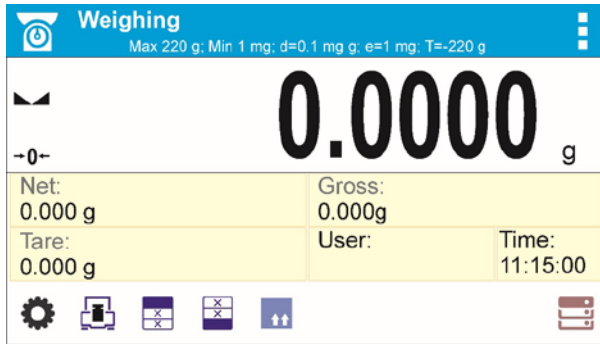 Weighing
Max 220 g; Min 1 mg; d=0.1 mg g; e=1 mg; T=-220 g
0.0000 g
→0←
Net:
0.000 g
Gross:
0.000g
Tare:
0.000 g
User:
Time:
11:15:00